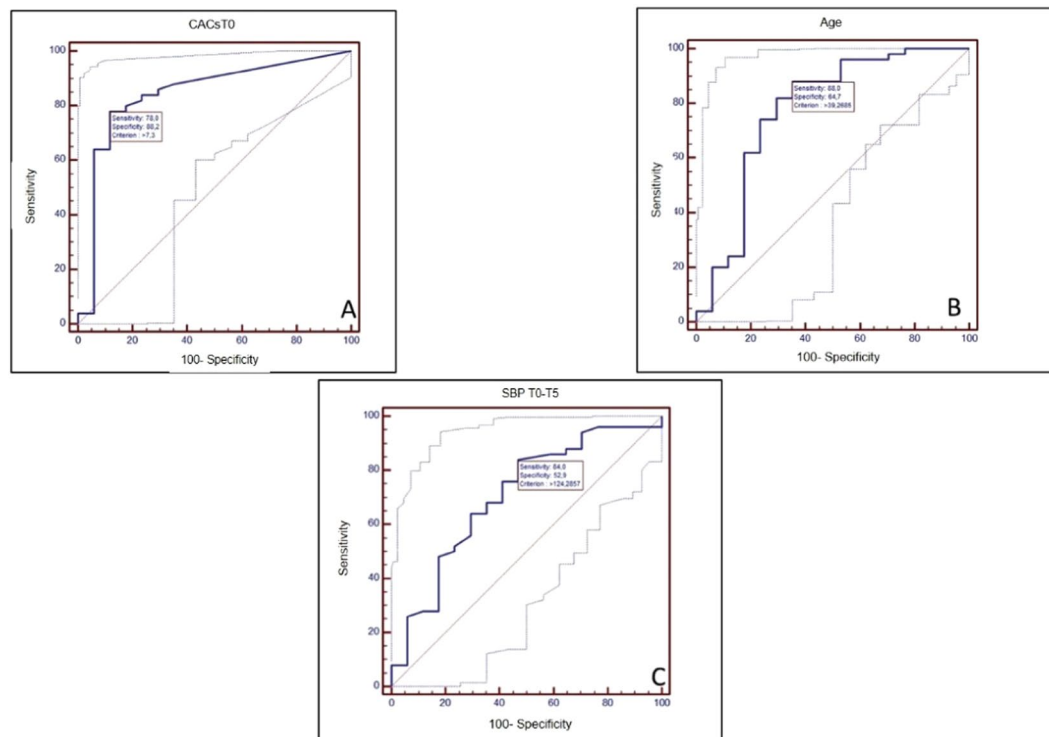 CACsT0
100
80
60
40
20
0
Sensitivity
Sensitivity: 78,0
Specificity: 88,2
Criterion : >7,3
0 20 40 60 80 100
100- Specificity
A
Age
100
80
60
40
20
0
Sensitivity
Sensitivity: 88,0
Specificity: 64,7
Criterion : >39,2685
0 20 40 60 80 100
100- Specificity
B
SBP T0-T5
100
80
60
40
20
0
Sensitivity
Sensitivity: 84,0
Specificity: 52,9
Criterion : >124,2857
0 20 40 60 80 100
100- Specificity
C